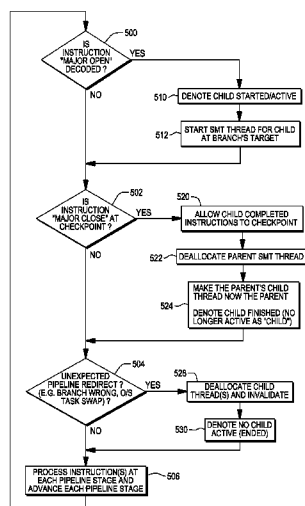 500
IS
INSTRUCTION
"MAJOR OPEN"
DECODED ?
YES
NO
510
DENOTE CHILD STARTED/ACTIVE
512
START SMT THREAD FOR CHILD
AT BRANCH'S TARGET
502
IS
INSTRUCTION
"MAJOR CLOSE" AT
CHECKPOINT ?
YES
NO
520
ALLOW CHILD COMPLETED
INSTRUCTIONS TO CHECKPOINT
522
DEALLOCATE PARENT SMT THREAD
524
MAKE THE PARENT'S CHILD
THREAD NOW THE PARENT
DENOTE CHILD FINISHED (NO
LONGER ACTIVE AS "CHILD")
504
UNEXPECTED
PIPELINE REDIRECT ?
(E.G. BRANCH WRONG, O/S
TASK SWAP) ?
YES
NO
528
DEALLOCATE CHILD
THREAD(S) AND INVALIDATE
530
DENOTE NO CHILD
ACTIVE (ENDED)
PROCESS INSTRUCTION(S) AT
EACH PIPELINE STAGE AND
ADVANCE EACH PIPELINE STAGE
506